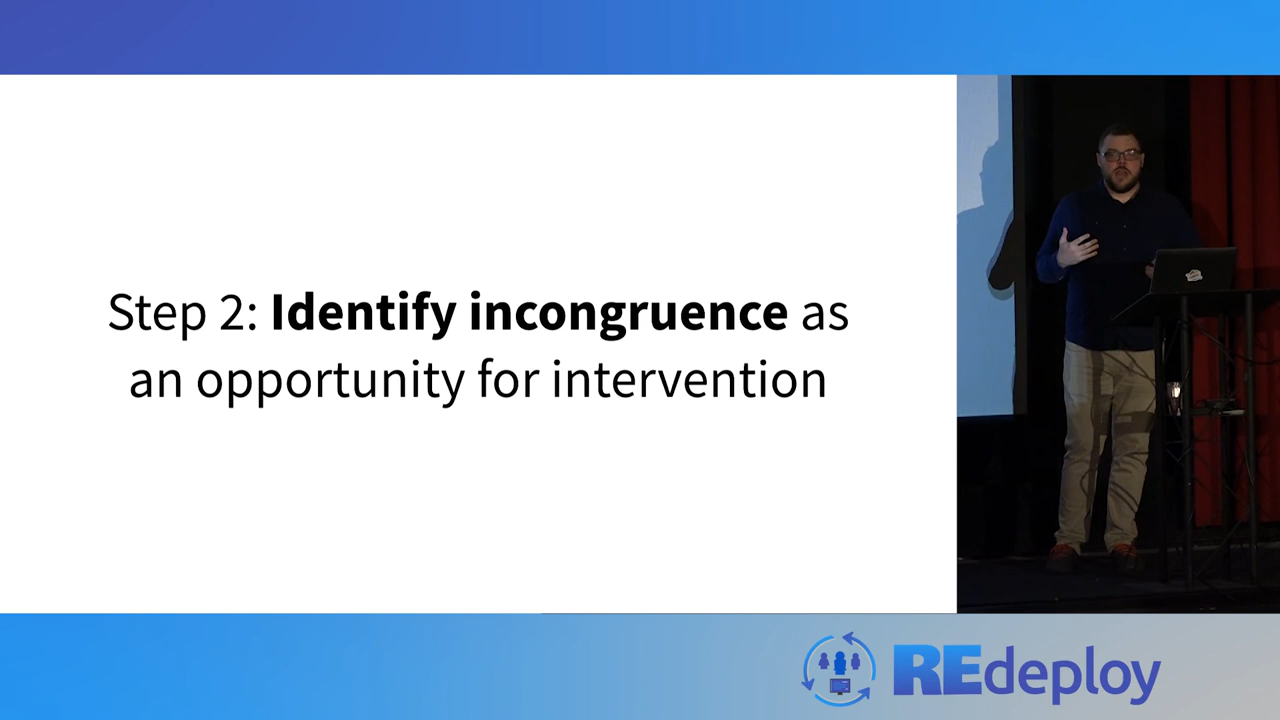 Step 2: Identify incongruence as
an opportunity for intervention
REdeploy